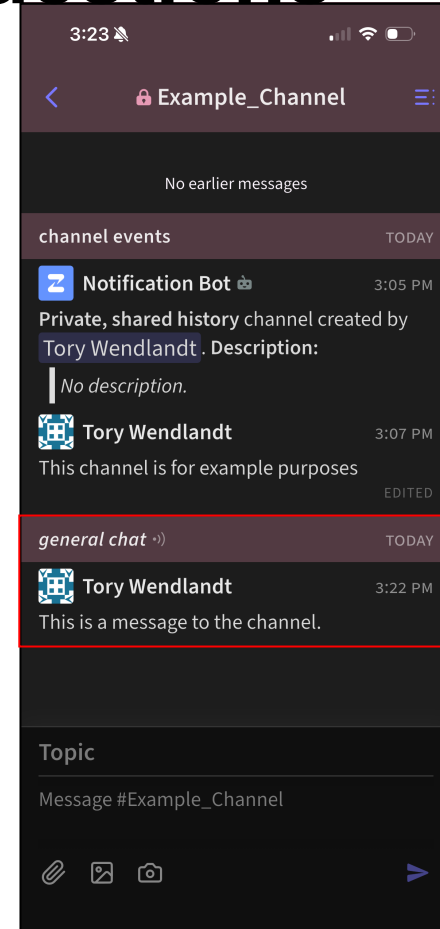 3:23
Example_Channel
No earlier messages
channel events TODAY
Z Notification Bot 3:05 PM
Private, shared history channel created by
Tory Wendlandt. Description:
No description.
Tory Wendlandt 3:07 PM
This channel is for example purposes
EDITED
general chat TODAY
Tory Wendlandt 3:22 PM
This is a message to the channel.
Topic
Message #Example_Channel